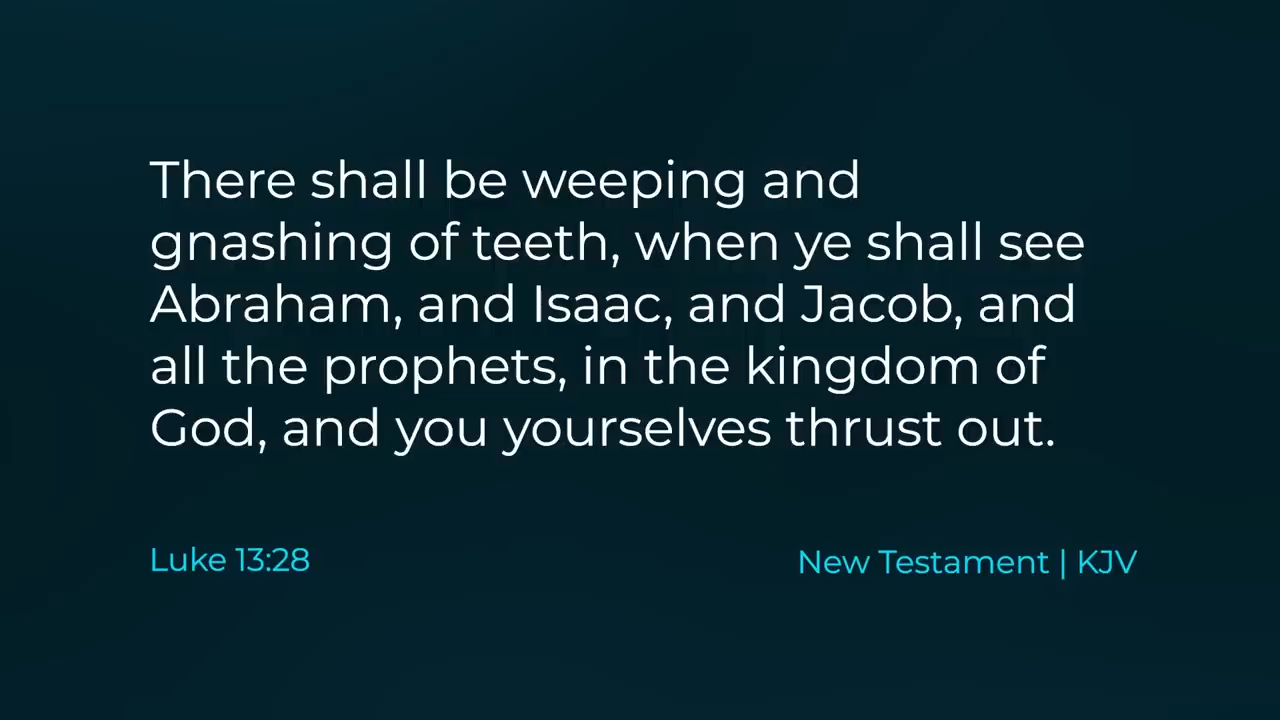 There shall be weeping and
gnashing of teeth, when ye shall see
Abraham, and Isaac, and Jacob, and
all the prophets, in the kingdom of
God, and you yourselves thrust out.
Luke 13:28
New Testament | KJV